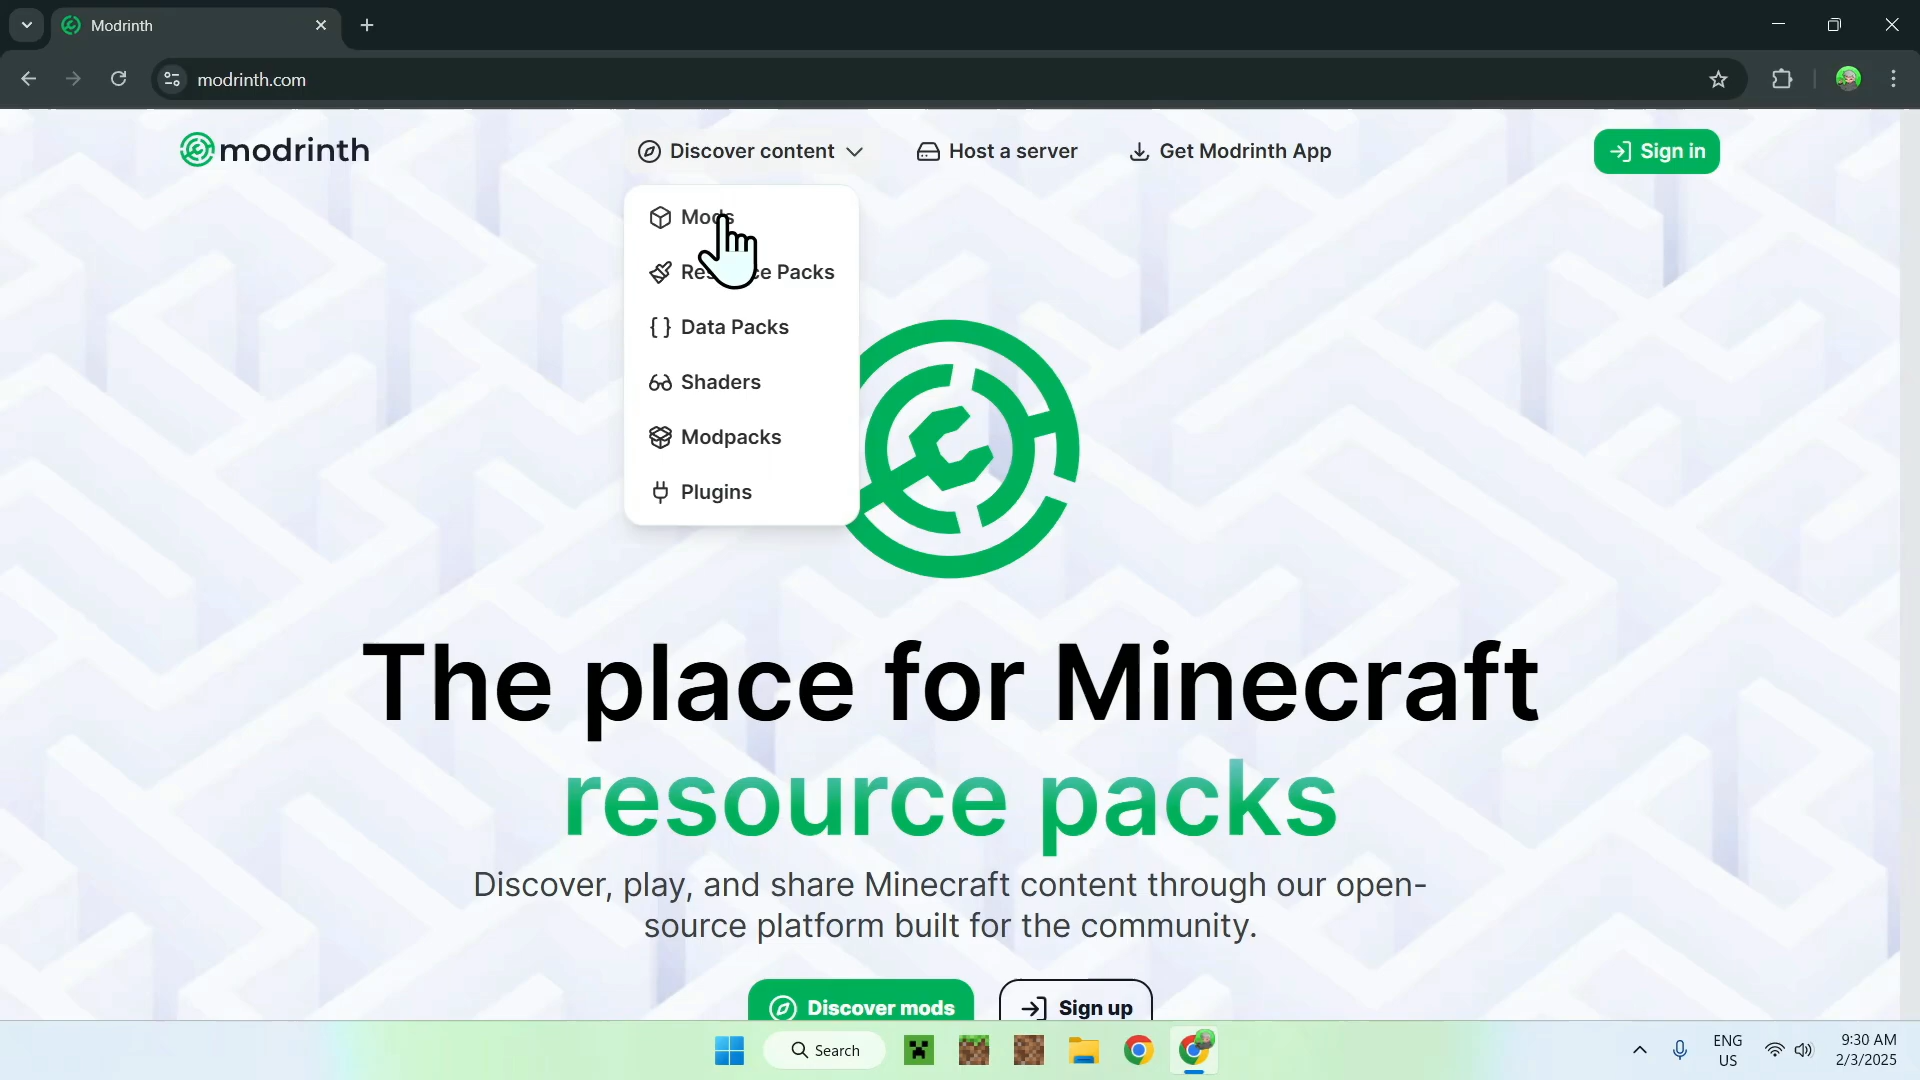 Modrinth
modrinth.com
modrinth
Discover content
Host a server
Get Modrinth App
Sign in
Mods
Resource Packs
Data Packs
Shaders
Modpacks
Plugins
The place for Minecraft
resource packs
Discover, play, and share Minecraft content through our open-
source platform built for the community.
Discover mods
Sign up
Search
ENG
US
9:30 AM
2/3/2025